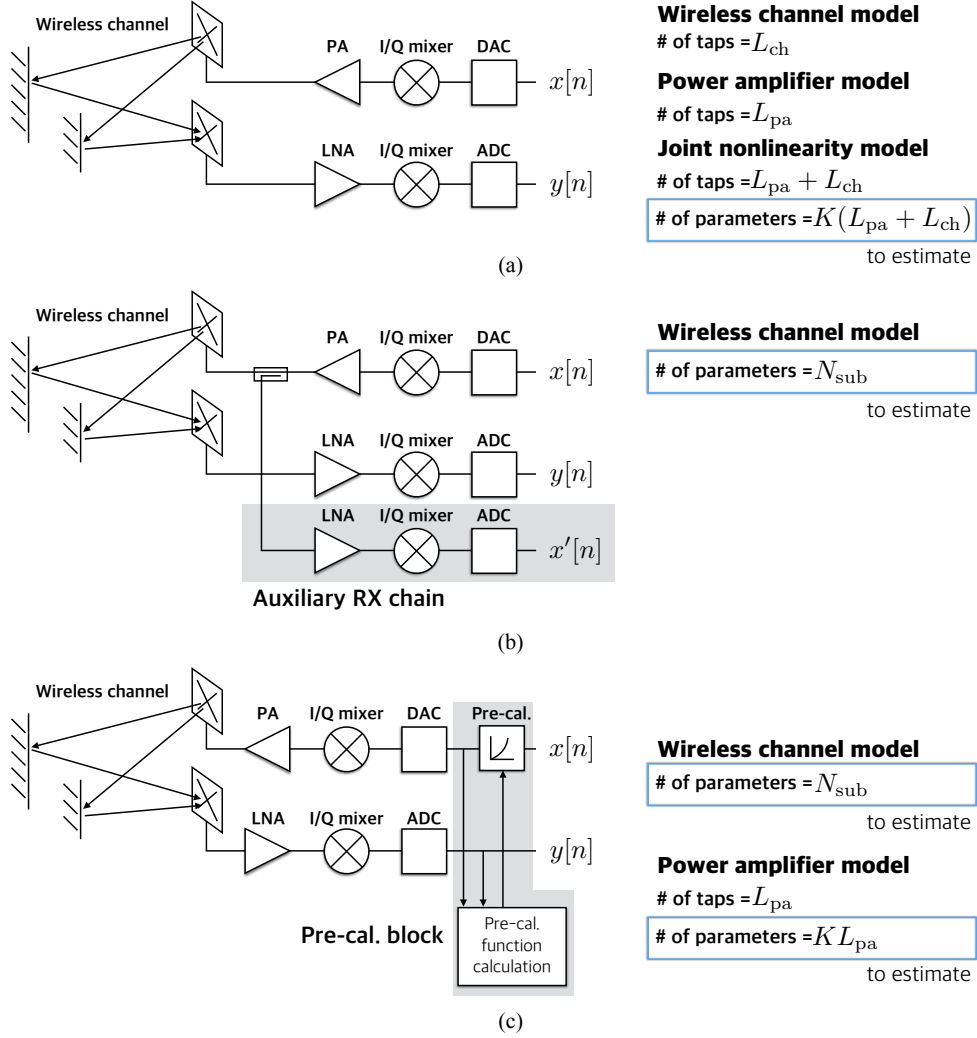 Wireless channel
PA I/Q mixer DAC
x[n]
LNA I/Q mixer ADC
y[n]
Wireless channel model
# of taps =L_ch
Power amplifier model
# of taps =L_pa
Joint nonlinearity model
# of taps =L_pa + L_ch
# of parameters =K(L_pa + L_ch)
to estimate
(a)
Wireless channel
PA I/Q mixer DAC
x[n]
LNA I/Q mixer ADC
y[n]
LNA I/Q mixer ADC
x′[n]
Auxiliary RX chain
Wireless channel model
# of parameters =N_sub
to estimate
(b)
Wireless channel
PA I/Q mixer DAC Pre-cal.
x[n]
LNA I/Q mixer ADC
y[n]
Pre-cal. block
Pre-cal.
function
calculation
Wireless channel model
# of parameters =N_sub
to estimate
Power amplifier model
# of taps =L_pa
# of parameters =KL_pa
to estimate
(c)